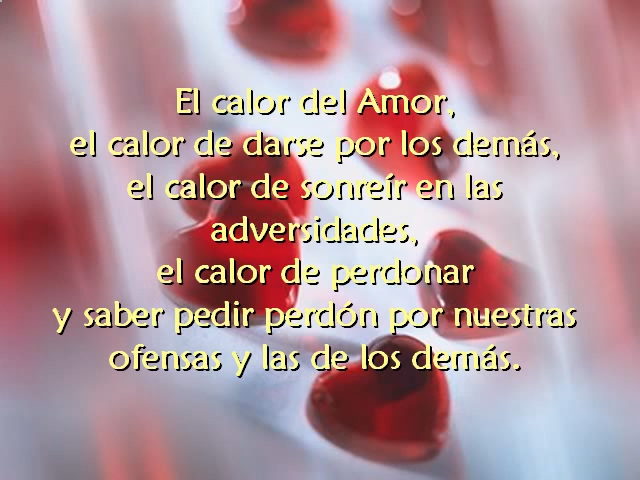 El calor del Amor,
el calor de darse por los demás,
el calor de sonreír en las
adversidades,
el calor de perdonar
y saber pedir perdón por nuestras
ofensas y las de los demás.